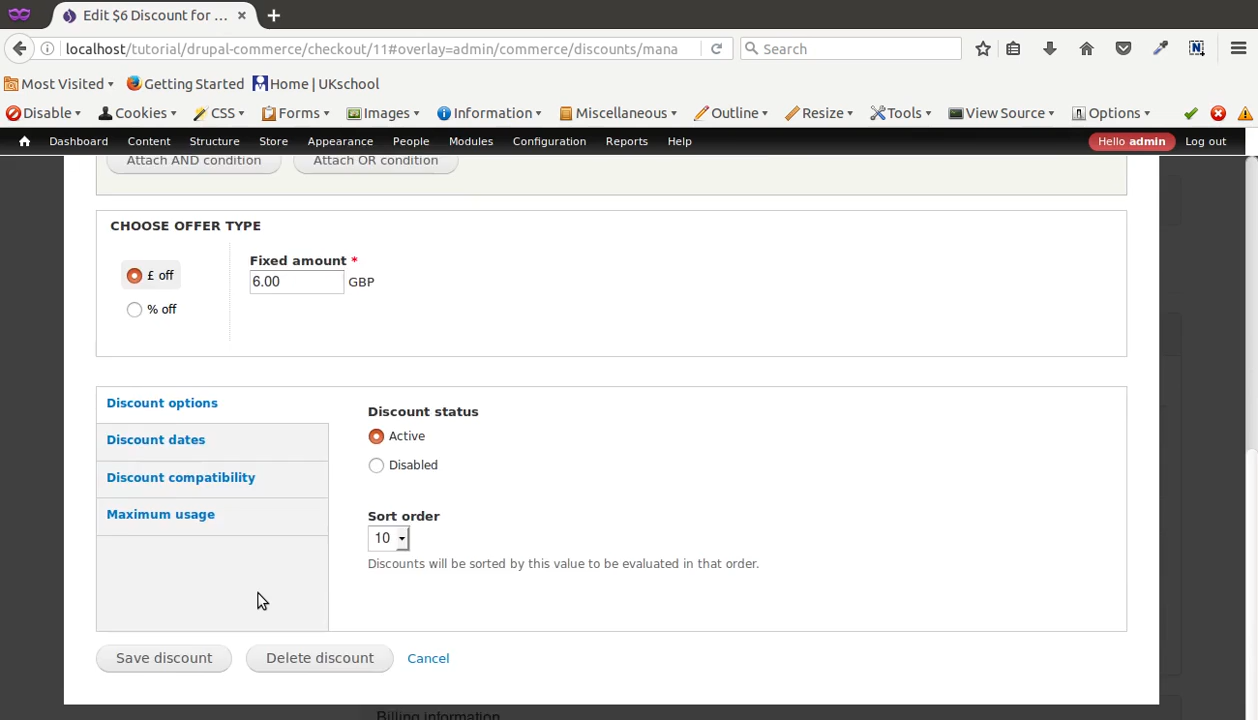 Edit $6 Discount for ...
localhost/tutorial/drupal-commerce/checkout/11#overlay=admin/commerce/discounts/mana
Search
Most Visited
Getting Started
Home | UKschool
Disable
Cookies
CSS
Forms
Images
Information
Miscellaneous
Outline
Resize
Tools
View Source
Options
Dashboard
Content
Structure
Store
Appearance
People
Modules
Configuration
Reports
Help
Hello admin
Log out
Attach AND condition
Attach OR condition
CHOOSE OFFER TYPE
£ off
% off
Fixed amount *
6.00 GBP
Discount options
Discount dates
Discount compatibility
Maximum usage
Discount status
Active
Disabled
Sort order
10
Discounts will be sorted by this value to be evaluated in that order.
Save discount
Delete discount
Cancel
Billing information